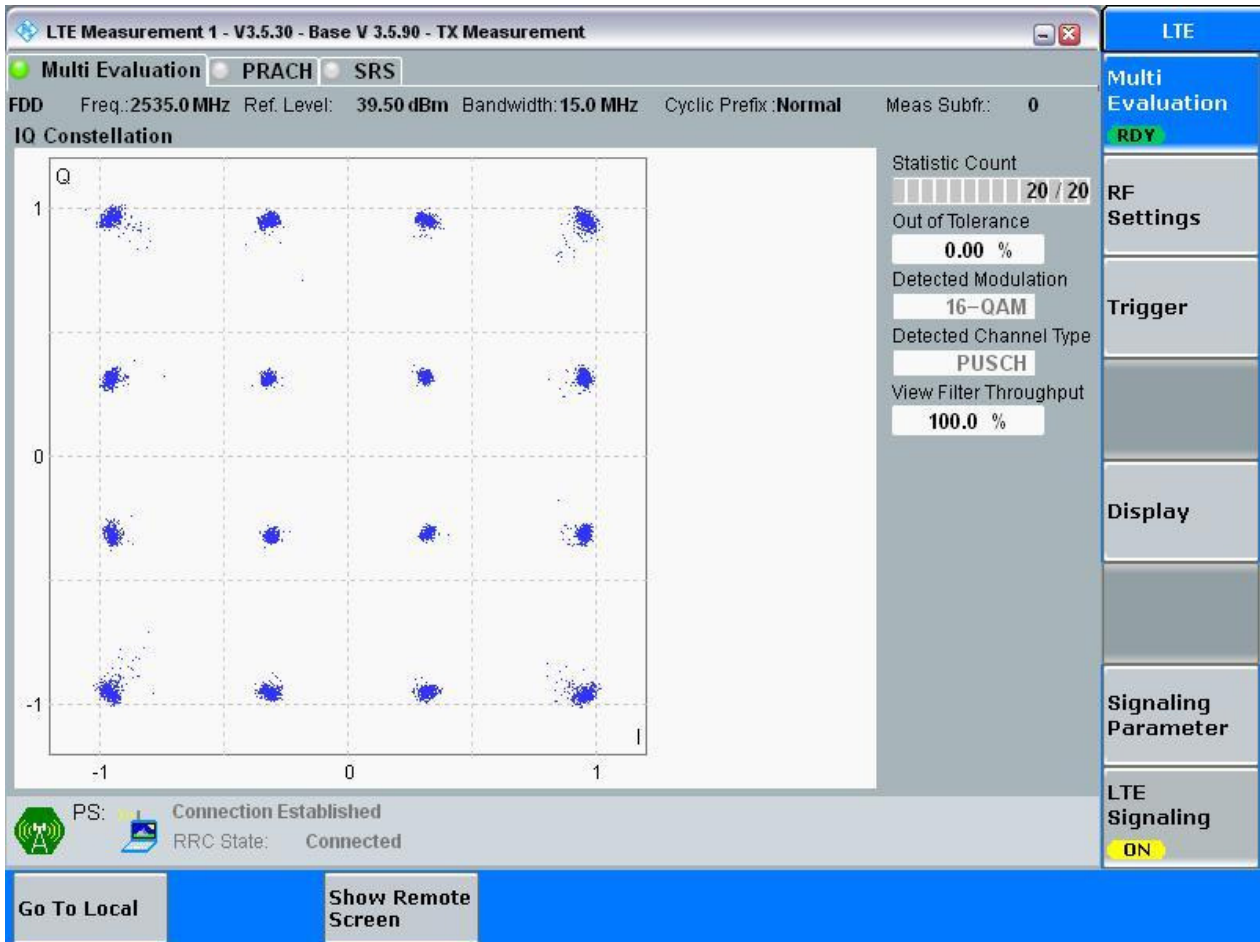 LTE Measurement 1 - V3.5.30 - Base V 3.5.90 - TX Measurement
Multi Evaluation PRACH SRS
FDD Freq.:2535.0 MHz Ref. Level: 39.50 dBm Bandwidth:15.0 MHz Cyclic Prefix :Normal Meas Subfr.: 0
IQ Constellation
Q
1
0
-1
I
-1 0 1
Statistic Count
20 / 20
Out of Tolerance
0.00 %
Detected Modulation
16-QAM
Detected Channel Type
PUSCH
View Filter Throughput
100.0 %
PS: Connection Established
RRC State: Connected
LTE
Multi
Evaluation
RDY
RF
Settings
Trigger
Display
Signaling
Parameter
LTE
Signaling
ON
Go To Local
Show Remote
Screen